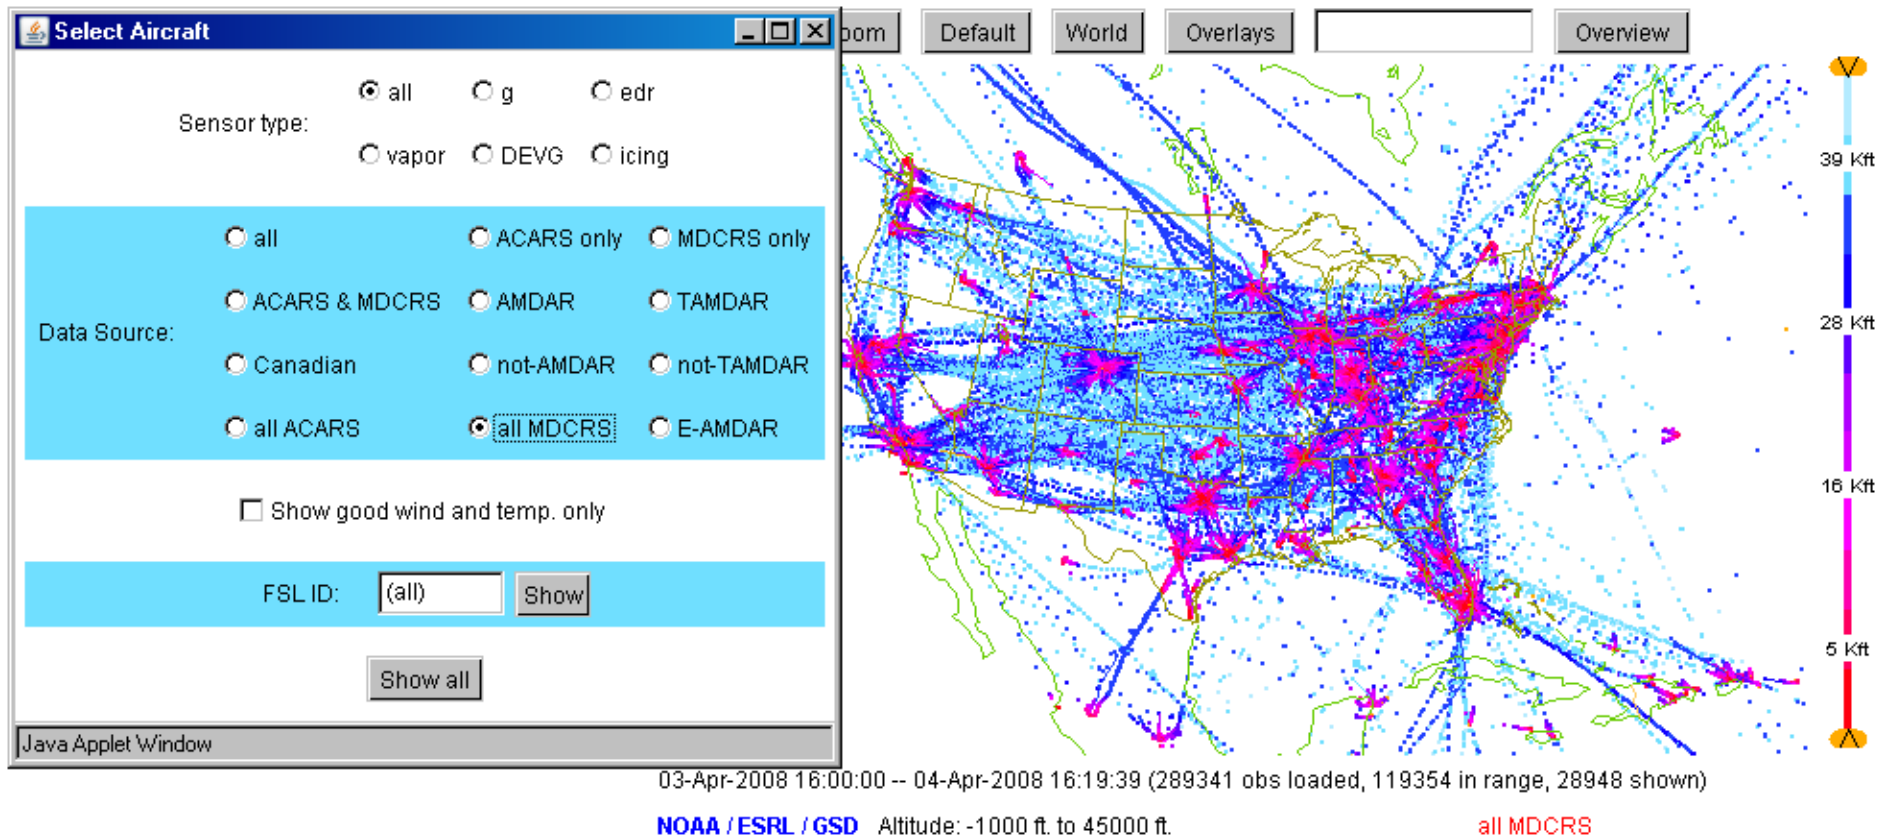 Select Aircraft
all g edr
Sensor type:
vapor DEVG icing
all ACARS only MDCRS only
ACARS & MDCRS AMDAR TAMDAR
Data Source:
Canadian not-AMDAR not-TAMDAR
all ACARS all MDCRS E-AMDAR
Show good wind and temp. only
FSL ID: (all) Show
Show all
Java Applet Window
oom Default World Overlays Overview
39 Kft
28 Kft
16 Kft
5 Kft
03-Apr-2008 16:00:00 -- 04-Apr-2008 16:19:39 (289341 obs loaded, 119354 in range, 28948 shown)
NOAA / ESRL / GSD Altitude: -1000 ft. to 45000 ft. all MDCRS